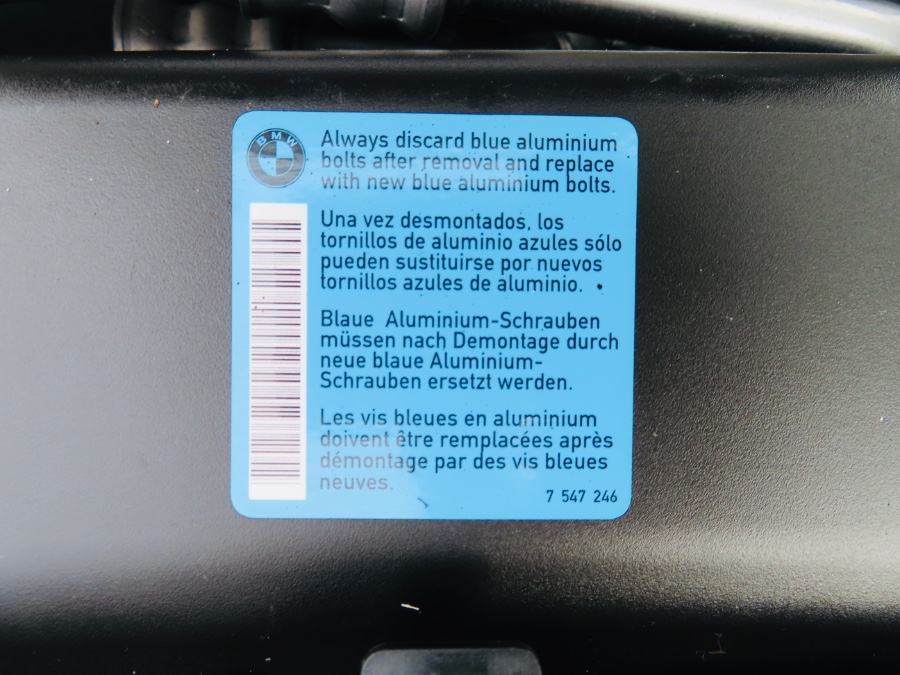 BMW
Always discard blue aluminium
bolts after removal and replace
with new blue aluminium bolts.
Una vez desmontados, los
tornillos de aluminio azules sólo
pueden sustituirse por nuevos
tornillos azules de aluminio.
Blaue Aluminium-Schrauben
müssen nach Demontage durch
neue blaue Aluminium-
Schrauben ersetzt werden.
Les vis bleues en aluminium
doivent être remplacées après
démontage par des vis bleues
neuves.
7 547 246